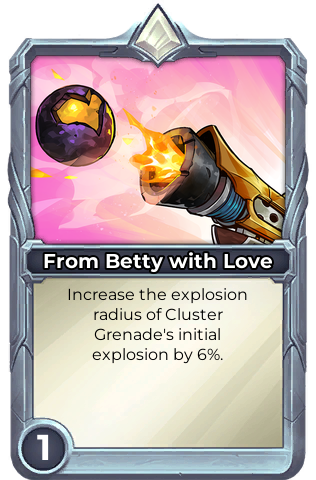 From Betty with Love
Increase the explosion
radius of Cluster
Grenade's initial
explosion by 6%.
1